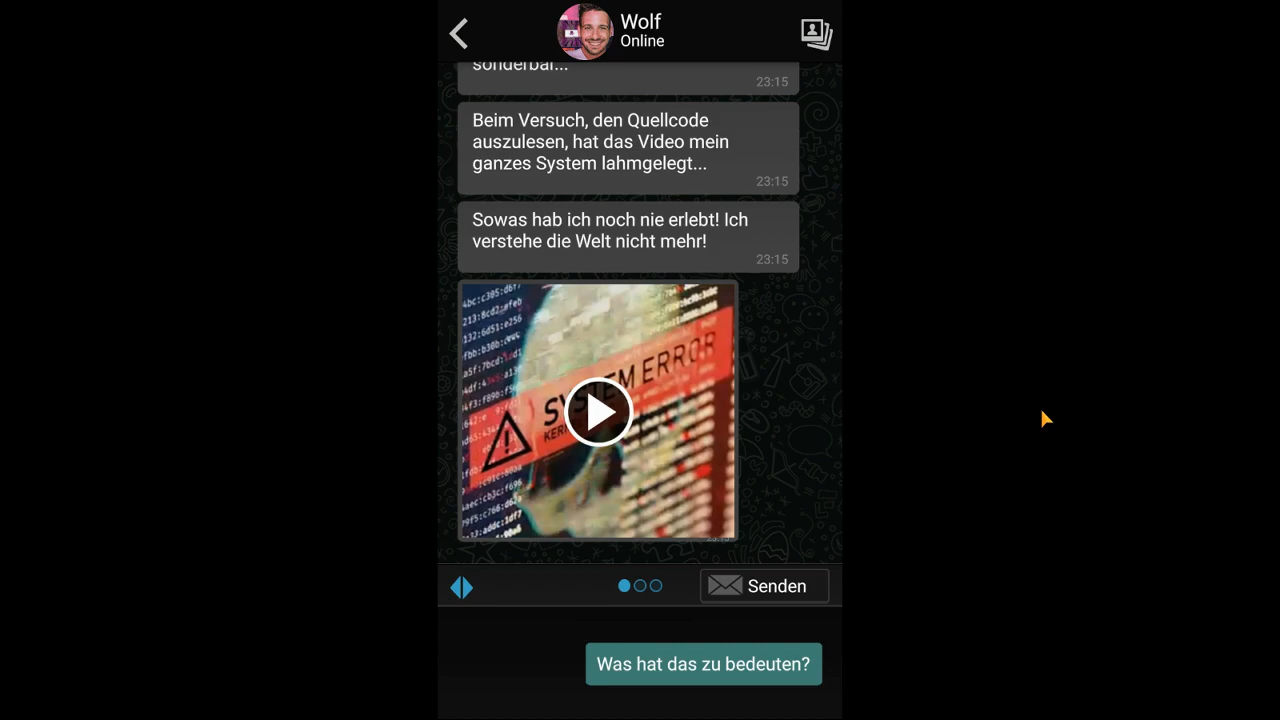 Wolf
Online
sonderbar...
23:15
Beim Versuch, den Quellcode
auszulesen, hat das Video mein
ganzes System lahmgelegt...
23:15
Sowas hab ich noch nie erlebt! Ich
verstehe die Welt nicht mehr!
23:15
SYSTEM ERROR
Senden
Was hat das zu bedeuten?